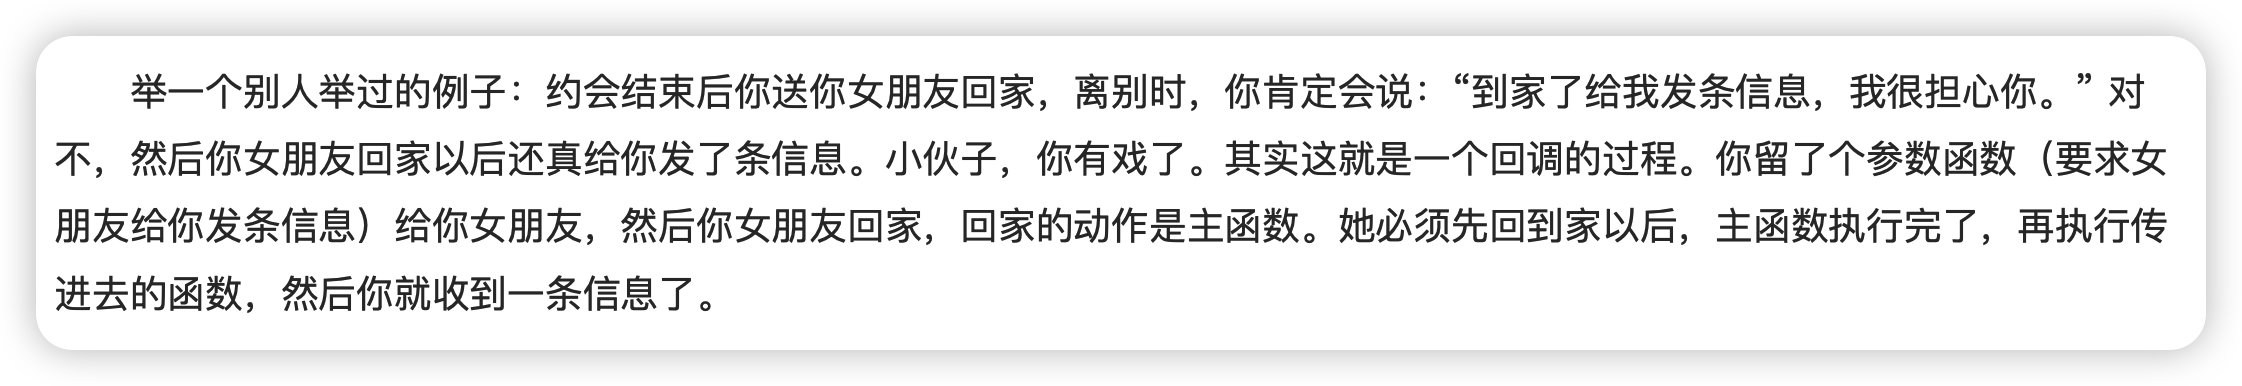 举一个别人举过的例子：约会结束后你送你女朋友回家，离别时，你肯定会说：“到家了给我发条信息，我很担心你。” 对
不，然后你女朋友回家以后还真给你发了条信息。小伙子，你有戏了。其实这就是一个回调的过程。你留了个参数函数（要求女
朋友给你发条信息）给你女朋友，然后你女朋友回家，回家的动作是主函数。她必须先回到家以后，主函数执行完了，再执行传
进去的函数，然后你就收到一条信息了。